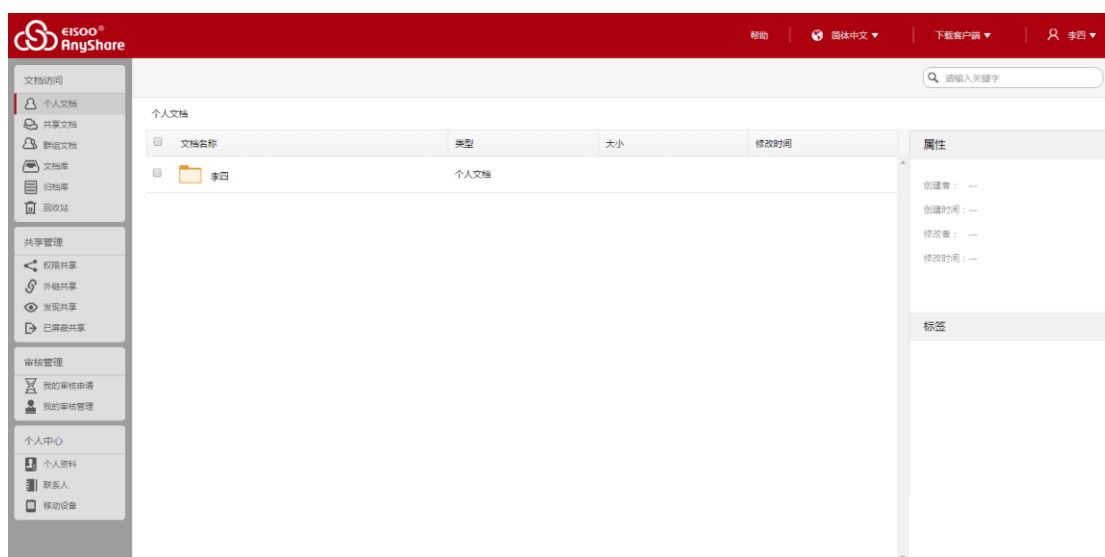 EISOO®
AnyShare
帮助
简体中文
下载客户端
李四
文档访问
个人文档
共享文档
群组文档
文档库
归档库
回收站
共享管理
权限共享
外链共享
发现共享
已屏蔽共享
审核管理
我的审核申请
我的审核管理
个人中心
个人资料
联系人
移动设备
请输入关键字
个人文档
文档名称 类型 大小 修改时间
李四 个人文档
属性
创建者： ---
创建时间：---
修改者： ---
修改时间：---
标签